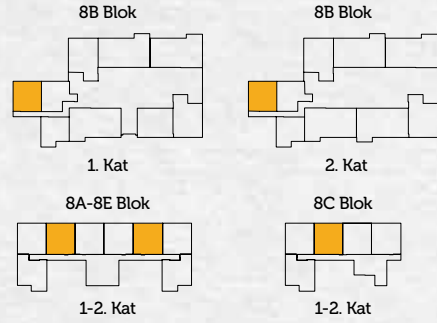 8B Blok
8B Blok
1. Kat
2. Kat
8A-8E Blok
8C Blok
1-2. Kat
1-2. Kat